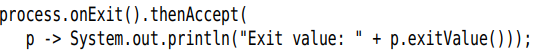 process.onExit().thenAccept(
   p -> System.out.println("Exit value: " + p.exitValue()));